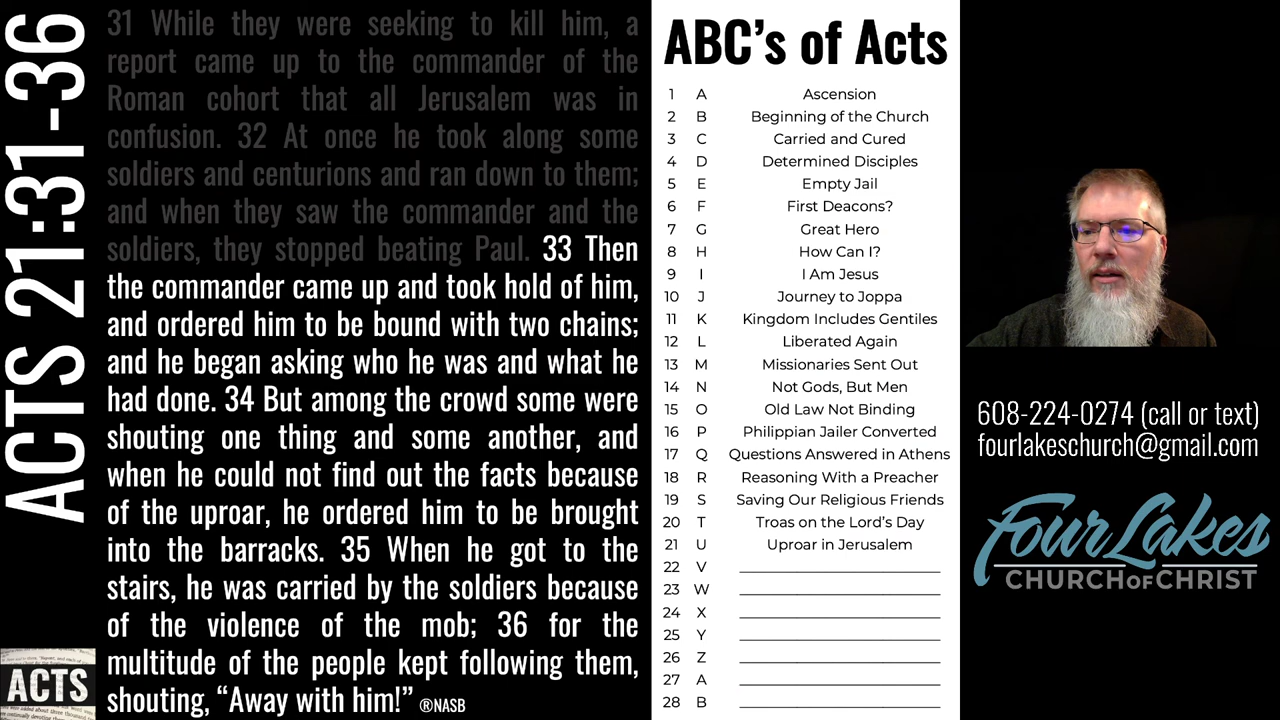 ACTS 21:31-36
31 While they were seeking to kill him, a
report came up to the commander of the
Roman cohort that all Jerusalem was in
confusion. 32 At once he took along some
soldiers and centurions and ran down to them;
and when they saw the commander and the
soldiers, they stopped beating Paul. 33 Then
the commander came up and took hold of him,
and ordered him to be bound with two chains;
and he began asking who he was and what he
had done. 34 But among the crowd some were
shouting one thing and some another, and
when he could not find out the facts because
of the uproar, he ordered him to be brought
into the barracks. 35 When he got to the
stairs, he was carried by the soldiers because
of the violence of the mob; 36 for the
multitude of the people kept following them,
shouting, “Away with him!” ®NASB
ACTS
ABC’s of Acts
1 A Ascension
2 B Beginning of the Church
3 C Carried and Cured
4 D Determined Disciples
5 E Empty Jail
6 F First Deacons?
7 G Great Hero
8 H How Can I?
9 I I Am Jesus
10 J Journey to Joppa
11 K Kingdom Includes Gentiles
12 L Liberated Again
13 M Missionaries Sent Out
14 N Not Gods, But Men
15 O Old Law Not Binding
16 P Philippian Jailer Converted
17 Q Questions Answered in Athens
18 R Reasoning With a Preacher
19 S Saving Our Religious Friends
20 T Troas on the Lord’s Day
21 U Uproar in Jerusalem
22 V
23 W
24 X
25 Y
26 Z
27 A
28 B
608-224-0274 (call or text)
fourlakeschurch@gmail.com
Four Lakes
CHURCH OF CHRIST